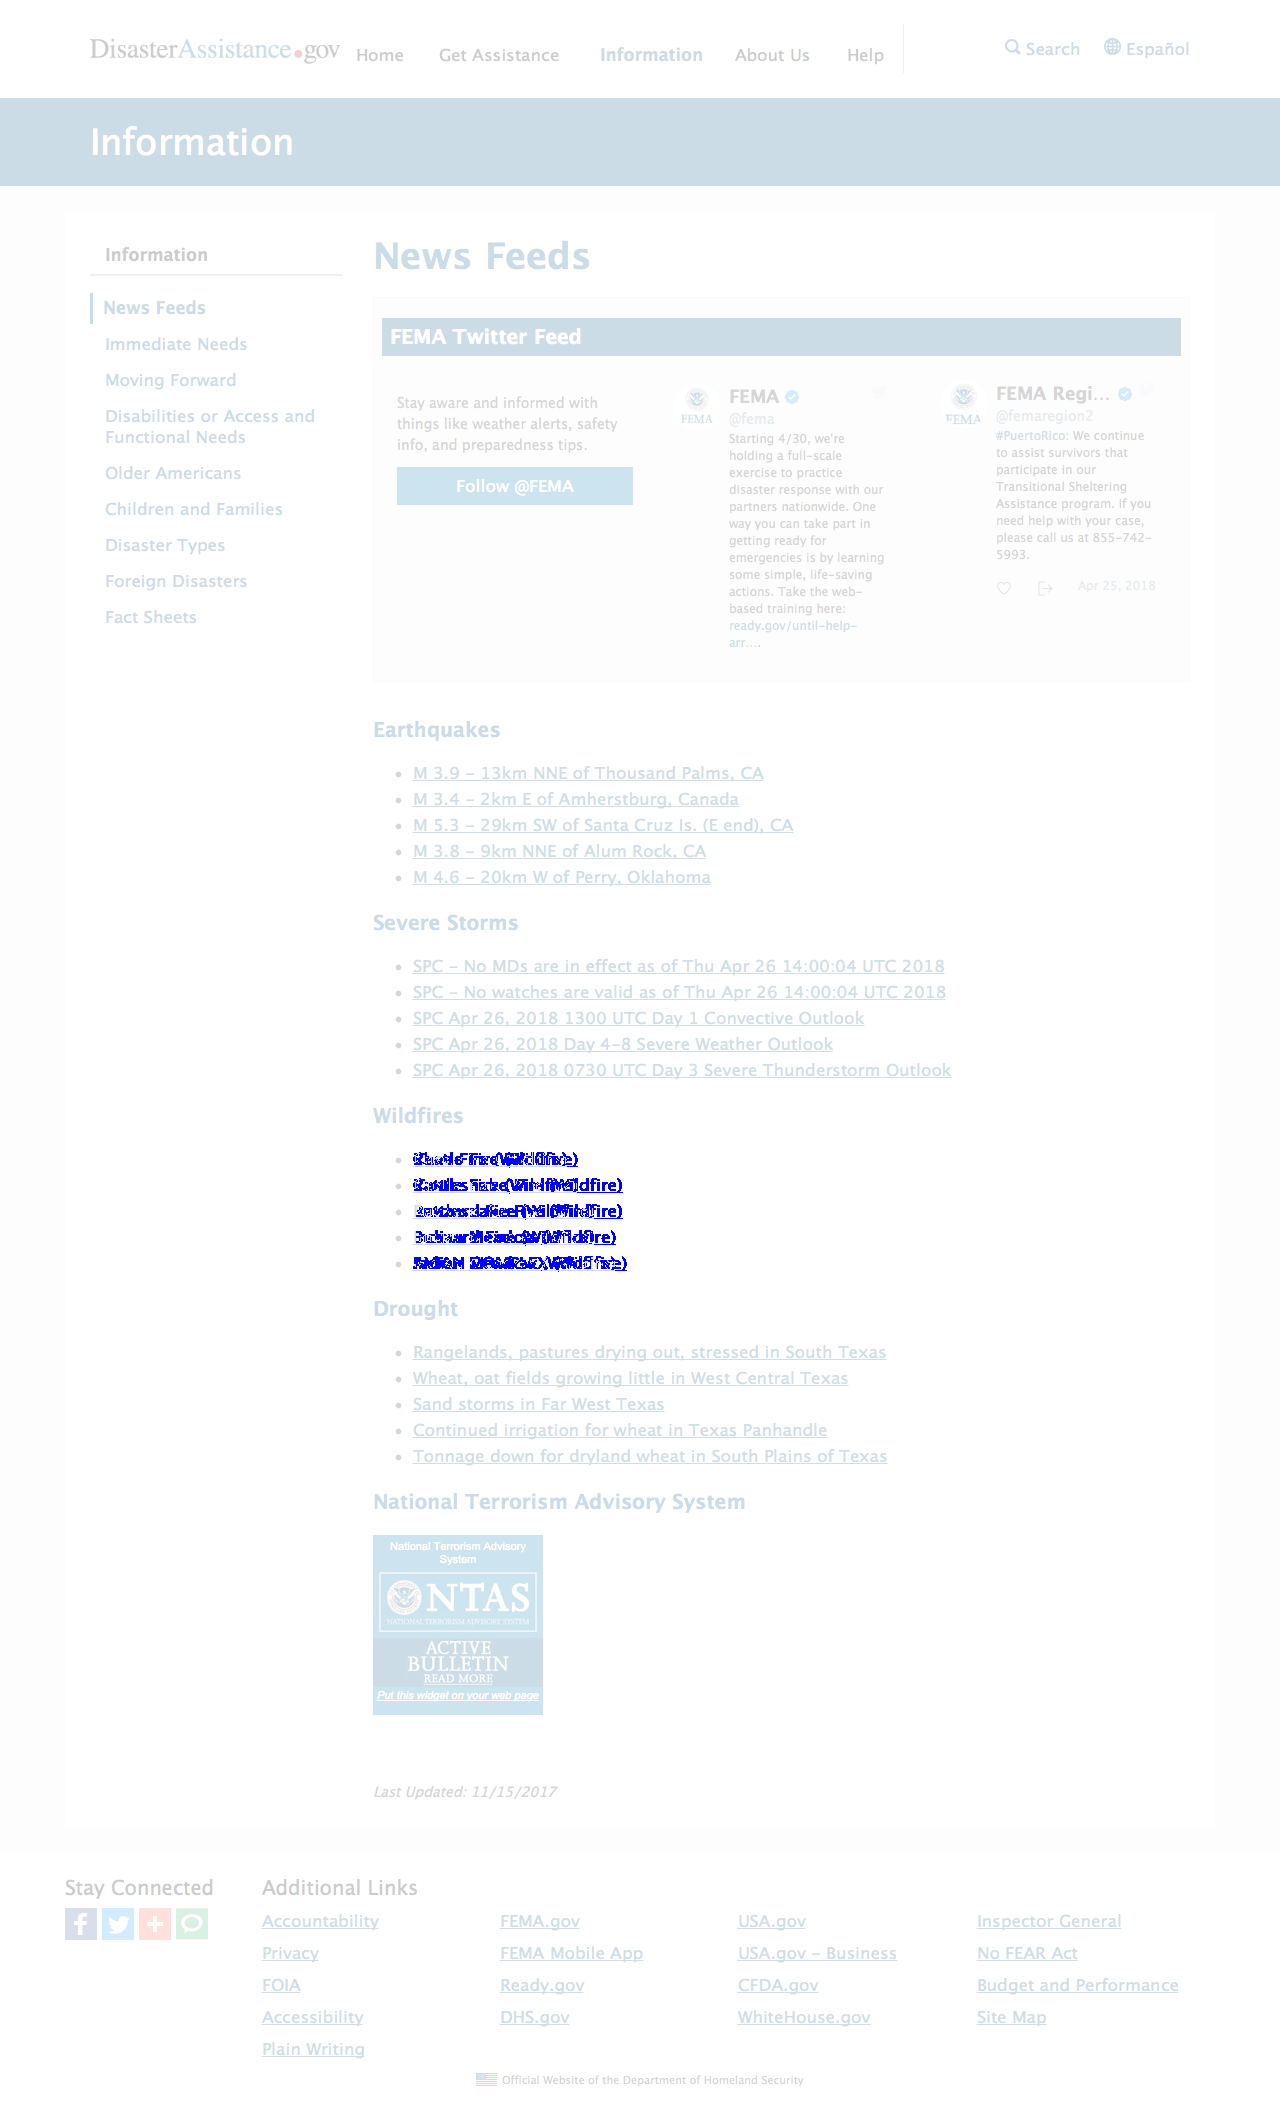 DisasterAssistance.gov Home Get Assistance Information About Us Help Search Español
Information
Information
News Feeds
Immediate Needs
Moving Forward
Disabilities or Access and
Functional Needs
Older Americans
Children and Families
Disaster Types
Foreign Disasters
Fact Sheets
News Feeds
FEMA Twitter Feed
Stay aware and informed with
things like weather alerts, safety
info, and preparedness tips.
Follow @FEMA
FEMA
FEMA
@fema
Starting 4/30, we're
holding a full-scale
exercise to practice
disaster response with our
partners nationwide. One
way you can take part in
getting ready for
emergencies is by learning
some simple, life-saving
actions. Take the web-
based training here:
ready.gov/until-help-
arr....
FEMA
FEMA Regi...
@femaregion2
#PuertoRico: We continue
to assist survivors that
participate in our
Transitional Sheltering
Assistance program. If you
need help with your case,
please call us at 855-742-
5993.
Apr 25, 2018
Earthquakes
M 3.9 - 13km NNE of Thousand Palms, CA
M 3.4 - 2km E of Amherstburg, Canada
M 5.3 - 29km SW of Santa Cruz Is. (E end), CA
M 3.8 - 9km NNE of Alum Rock, CA
M 4.6 - 20km W of Perry, Oklahoma
Severe Storms
SPC - No MDs are in effect as of Thu Apr 26 14:00:04 UTC 2018
SPC - No watches are valid as of Thu Apr 26 14:00:04 UTC 2018
SPC Apr 26, 2018 1300 UTC Day 1 Convective Outlook
SPC Apr 26, 2018 Day 4-8 Severe Weather Outlook
SPC Apr 26, 2018 0730 UTC Day 3 Severe Thunderstorm Outlook
Wildfires
Drought
Rangelands, pastures drying out, stressed in South Texas
Wheat, oat fields growing little in West Central Texas
Sand storms in Far West Texas
Continued irrigation for wheat in Texas Panhandle
Tonnage down for dryland wheat in South Plains of Texas
National Terrorism Advisory System
National Terrorism Advisory
System
NTAS
NATIONAL TERRORISM ADVISORY SYSTEM
ACTIVE
BULLETIN
READ MORE
Put this widget on your web page
Last Updated: 11/15/2017
Stay Connected
Additional Links
Accountability
Privacy
FOIA
Accessibility
Plain Writing
FEMA.gov
FEMA Mobile App
Ready.gov
DHS.gov
USA.gov
USA.gov - Business
CFDA.gov
WhiteHouse.gov
Inspector General
No FEAR Act
Budget and Performance
Site Map
Official Website of the Department of Homeland Security